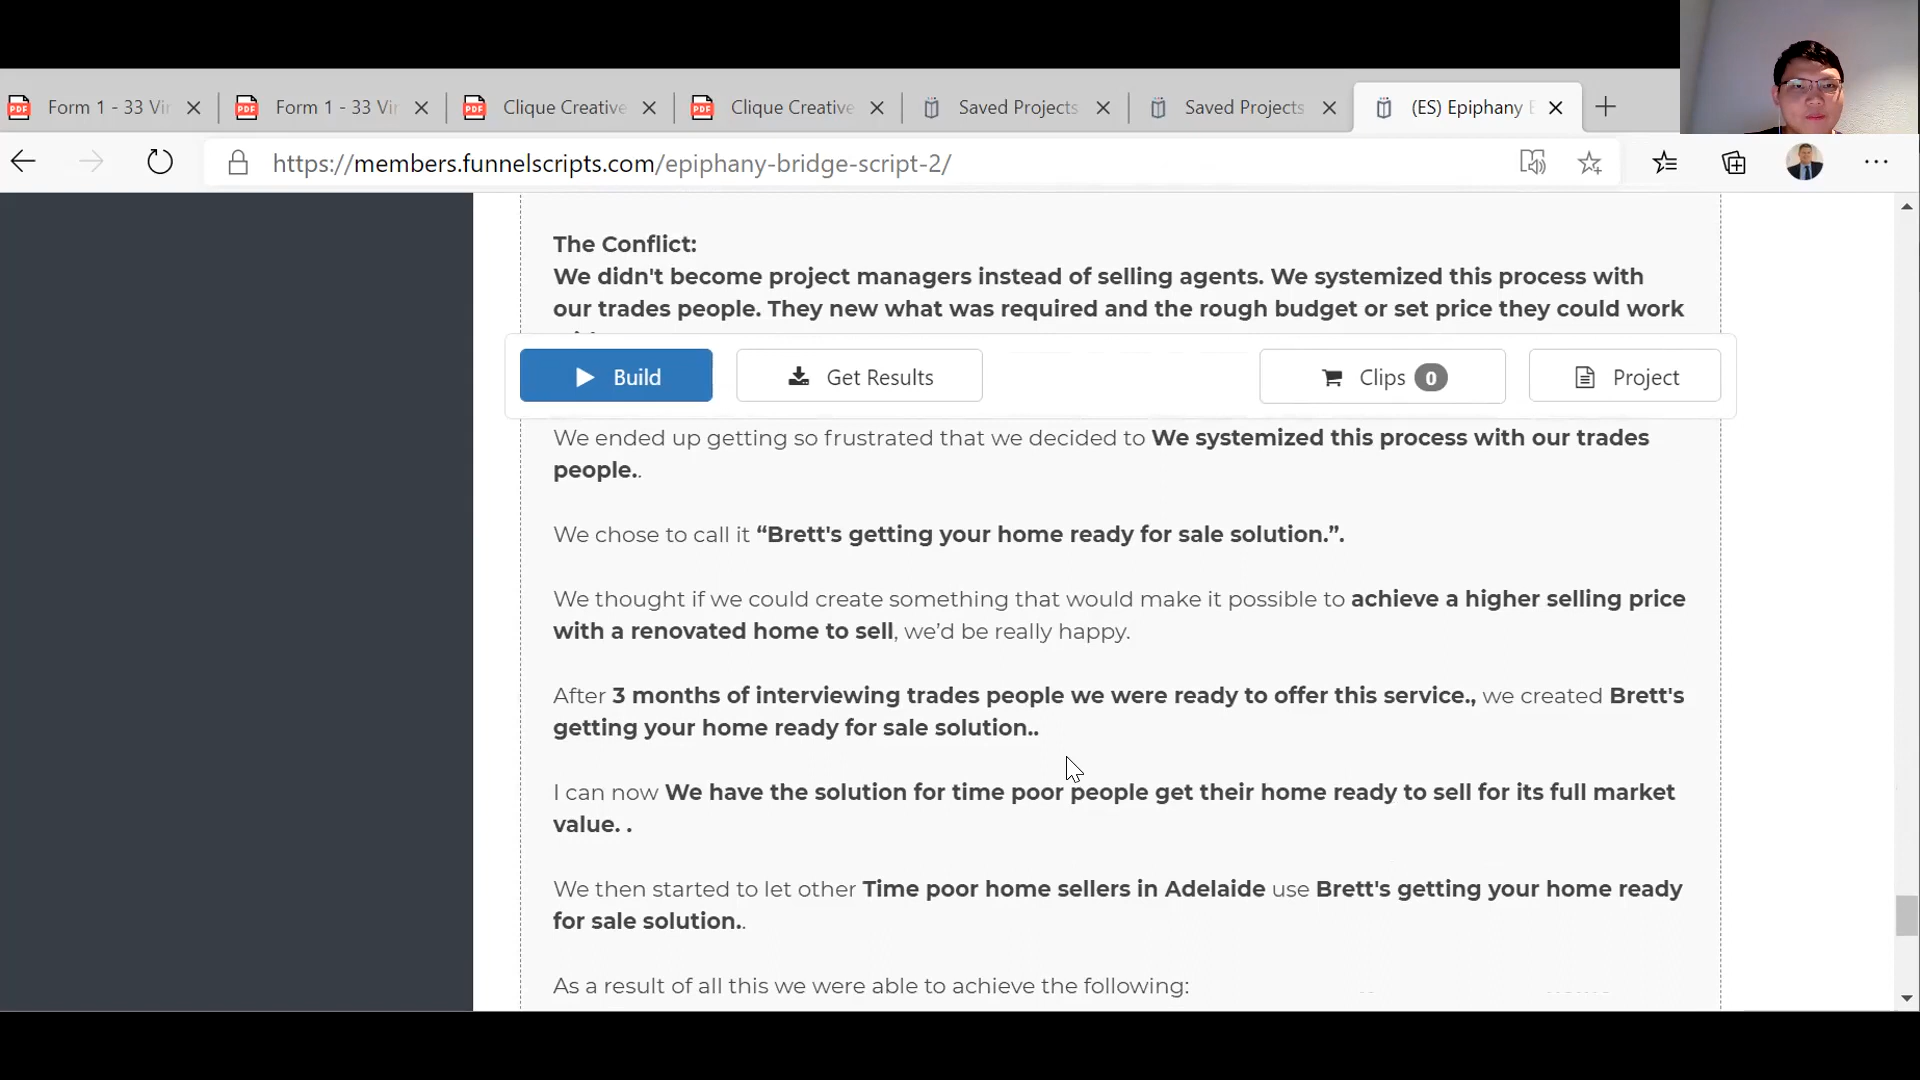 Form 1 - 33 Vir
Form 1 - 33 Vir
Clique Creative
Clique Creative
Saved Projects
Saved Projects
(ES) Epiphany
https://members.funnelscripts.com/epiphany-bridge-script-2/
The Conflict:
We didn't become project managers instead of selling agents. We systemized this process with
our trades people. They new what was required and the rough budget or set price they could work
Build
Get Results
Clips 0
Project
We ended up getting so frustrated that we decided to We systemized this process with our trades
people..
We chose to call it “Brett's getting your home ready for sale solution.”.
We thought if we could create something that would make it possible to achieve a higher selling price
with a renovated home to sell, we’d be really happy.
After 3 months of interviewing trades people we were ready to offer this service., we created Brett's
getting your home ready for sale solution..
I can now We have the solution for time poor people get their home ready to sell for its full market
value. .
We then started to let other Time poor home sellers in Adelaide use Brett's getting your home ready
for sale solution..
As a result of all this we were able to achieve the following: